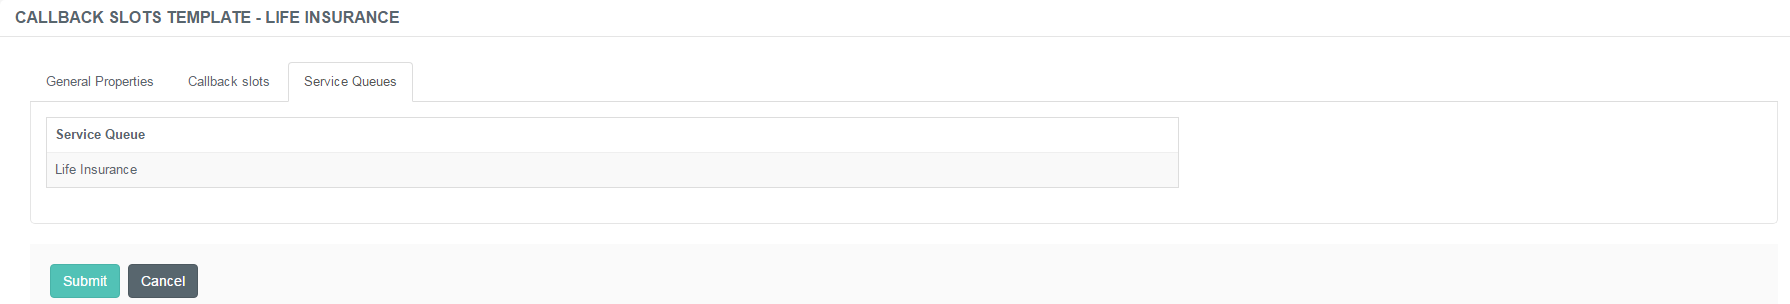 CALLBACK SLOTS TEMPLATE - LIFE INSURANCE
General Properties Callback slots Service Queues
Service Queue
Life Insurance
Submit Cancel